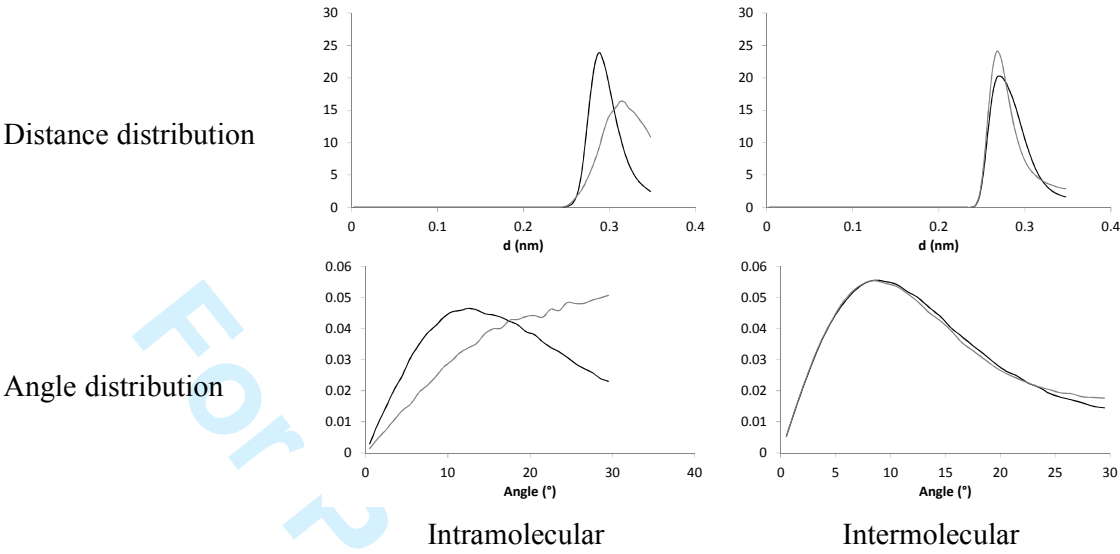 30
25
20
15
10
5
0
0 0.1 0.2 0.3 0.4
d (nm)
30
25
20
15
10
5
0
0 0.1 0.2 0.3 0.4
d (nm)
Distance distribution
0.06
0.05
0.04
0.03
0.02
0.01
0
0 10 20 30 40
Angle (°)
0.06
0.05
0.04
0.03
0.02
0.01
0
0 5 10 15 20 25 30
Angle (°)
Angle distribution
For P
Intramolecular Intermolecular